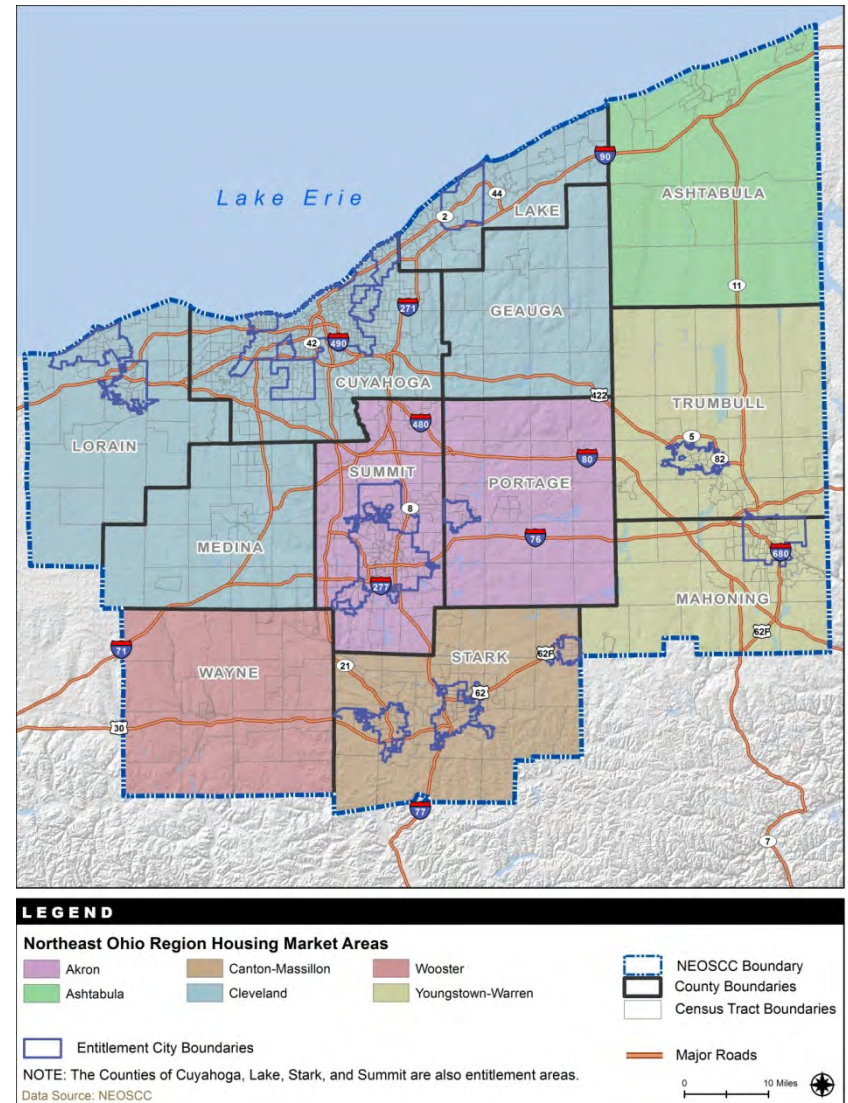 Lake Erie
90
44
LAKE
2
ASHTABULA
11
271
GEAUGA
42
490
CUYAHOGA
422
TRUMBULL
480
5
LORAIN
82
80
SUMMIT
PORTAGE
8
MEDINA
76
680
277
MAHONING
62F
71
STARK
62F
21
WAYNE
62
30
77
7
LEGEND
Northeast Ohio Region Housing Market Areas
Akron
Canton-Massillon
Wooster
Ashtabula
Cleveland
Youngstown-Warren
NEOSCC Boundary
County Boundaries
Census Tract Boundaries
Entitlement City Boundaries
Major Roads
NOTE: The Counties of Cuyahoga, Lake, Stark, and Summit are also entitlement areas.
0 10 Miles
Data Source: NEOSCC